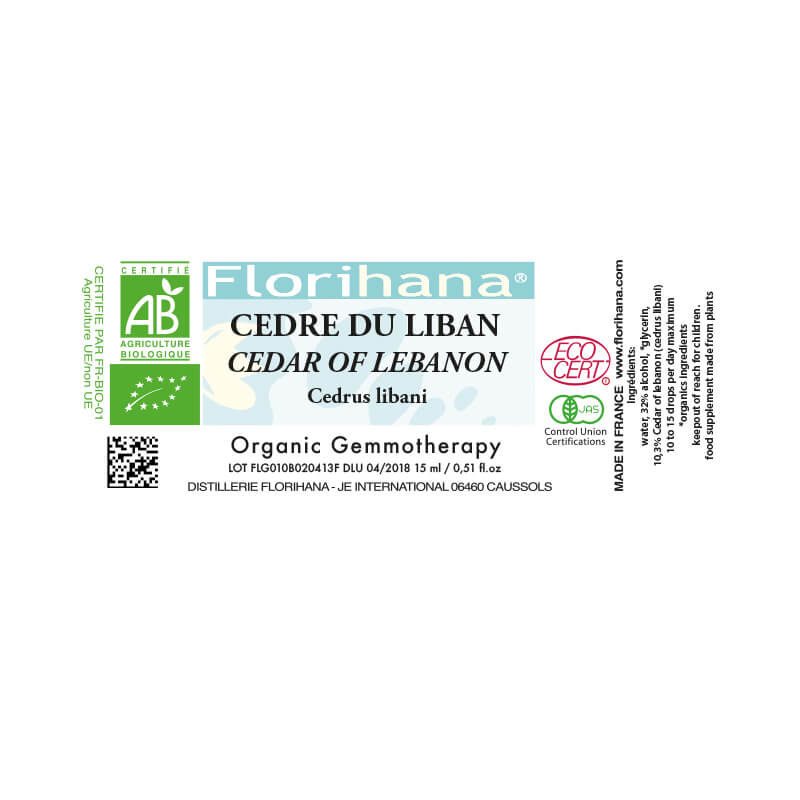 CERTIFIÉ PAR FR-BIO-01
Agriculture UE/non UE
CERTIFIÉ
AB
AGRICULTURE
BIOLOGIQUE
Florihana®
CEDRE DU LIBAN
CEDAR OF LEBANON
Cedrus libani
Organic Gemmotherapy
LOT FLG010B020413F DLU 04/2018 15 ml / 0,51 fl.oz
DISTILLERIE FLORIHANA - JE INTERNATIONAL 06460 CAUSSOLS
ECO
CERT
JAS
Control Union
Certifications
MADE IN FRANCE www.florihana.com
Ingrédients:
water, 32% alcohol, *glycerin,
10,3% Cedar of lebanon (cedrus libani)
10 to 15 drops per day maximum
*organics ingredients
keepout of reach for children.
food supplement made from plants